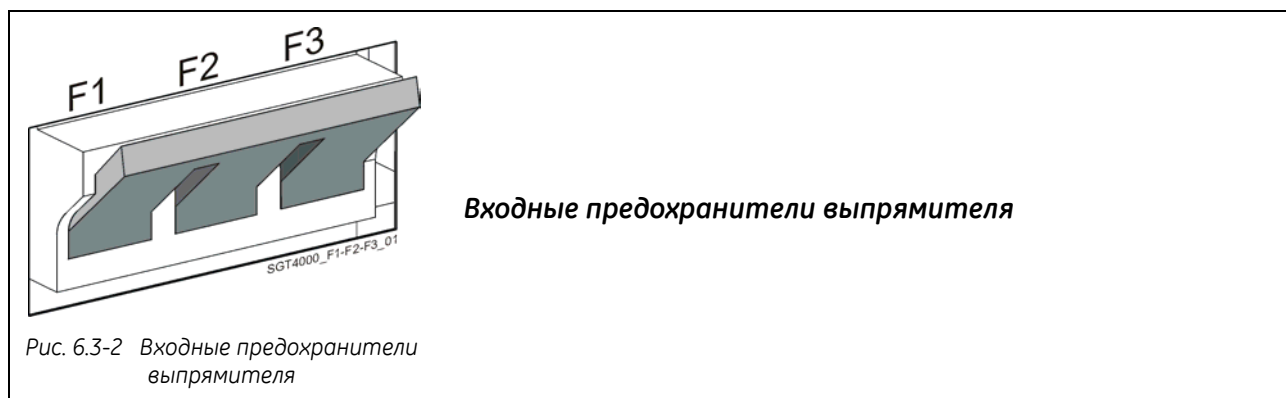 F1 F2 F3
SGT4000_F1-F2-F3_01
Входные предохранители выпрямителя
Рис. 6.3-2 Входные предохранители
выпрямителя